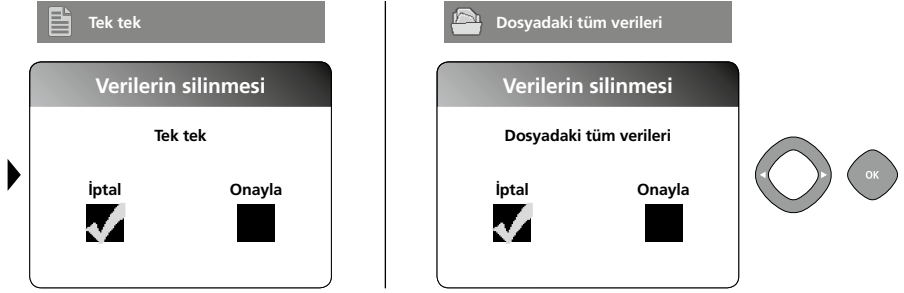 Tek tek
Verilerin silinmesi
Tek tek
İptal Onayla
Dosyadaki tüm verileri
Verilerin silinmesi
Dosyadaki tüm verileri
İptal Onayla
OK